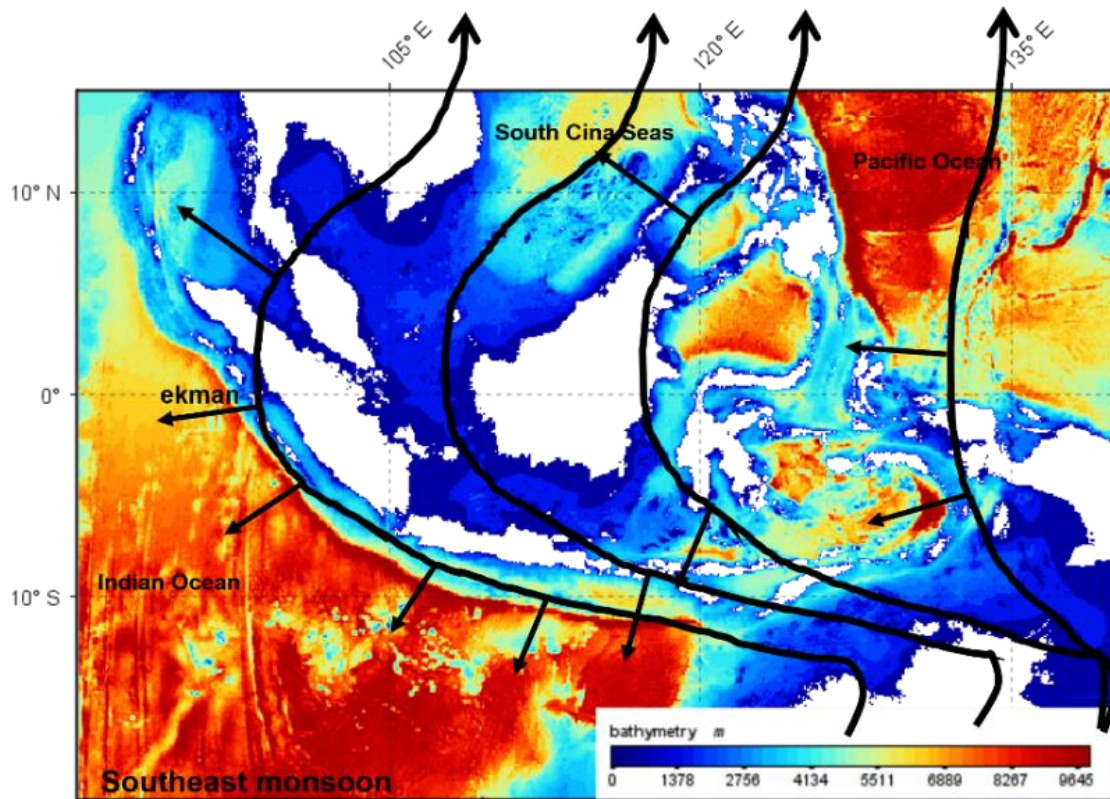 105° E
120° E
135° E
South Cina Seas
Pacific Ocean
10° N
0°
ekman
Indian Ocean
10° S
Southeast monsoon
bathymetry m
0 1378 2756 4134 5511 6889 8267 9645